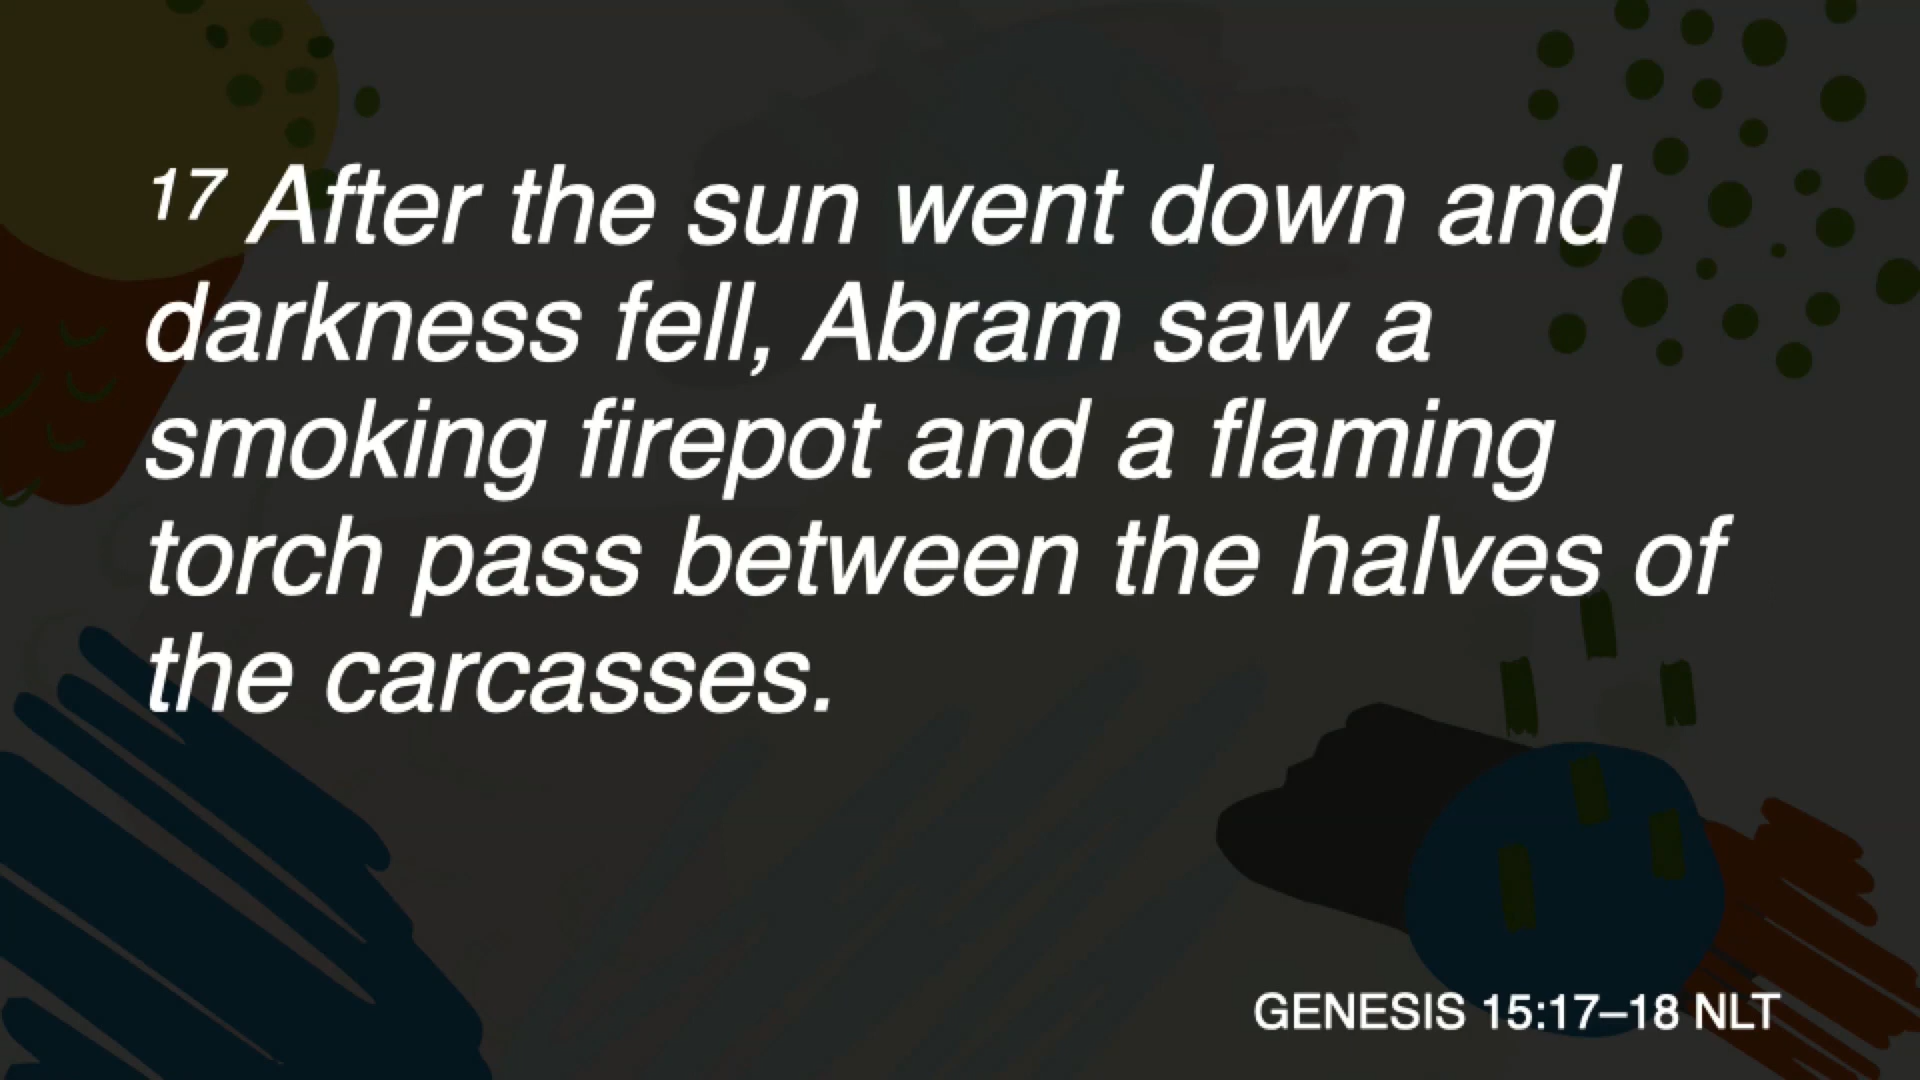 17 After the sun went down and
darkness fell, Abram saw a
smoking firepot and a flaming
torch pass between the halves of
the carcasses.
GENESIS 15:17–18 NLT